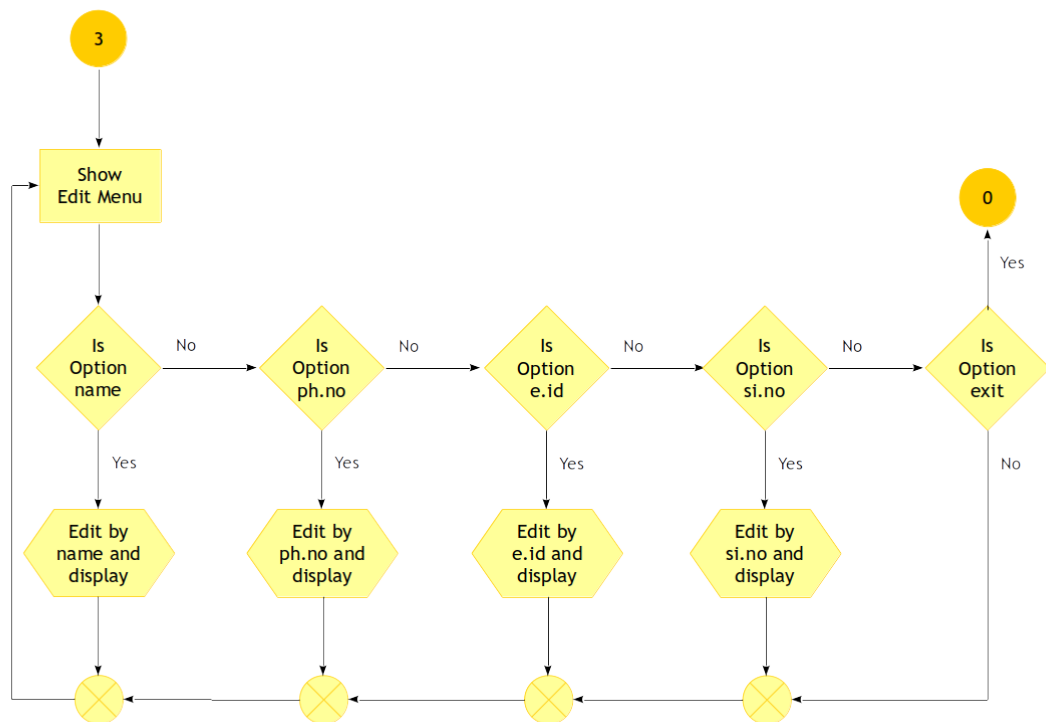 3
Show
Edit Menu
0
Yes
Is
Option
name
No
Is
Option
ph.no
No
Is
Option
e.id
No
Is
Option
si.no
No
Is
Option
exit
Yes
Yes
Yes
Yes
No
Edit by
name and
display
Edit by
ph.no and
display
Edit by
e.id and
display
Edit by
si.no and
display